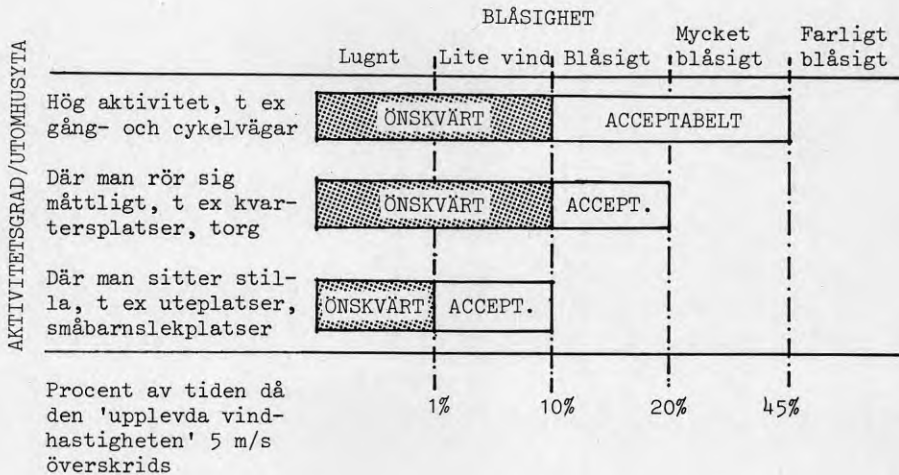 BLÅSIGHET
Lugnt Lite vind Blåsigt Mycket blåsigt Farligt blåsigt
AKTIVITETSGRAD/UTOMHUSYTA
Hög aktivitet, t ex
gång- och cykelvägar
ÖNSKVÄRT ACCEPTABELT
Där man rör sig
måttligt, t ex kvar-
tersplatser, torg
ÖNSKVÄRT ACCEPT.
Där man sitter stil-
la, t ex uteplatser,
småbarnslekplatser
ÖNSKVÄRT ACCEPT.
Procent av tiden då
den 'upplevda vind-
hastigheten' 5 m/s
överskrids
1% 10% 20% 45%